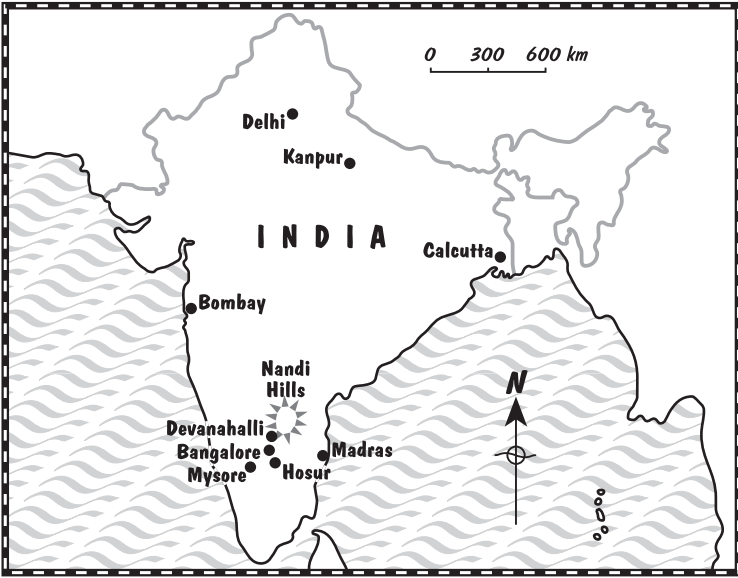 0 300 600 km
Delhi
Kanpur
INDIA
Calcutta
Bombay
Nandi
Hills
N
Devanahalli
Bangalore
Madras
Mysore
Hosur